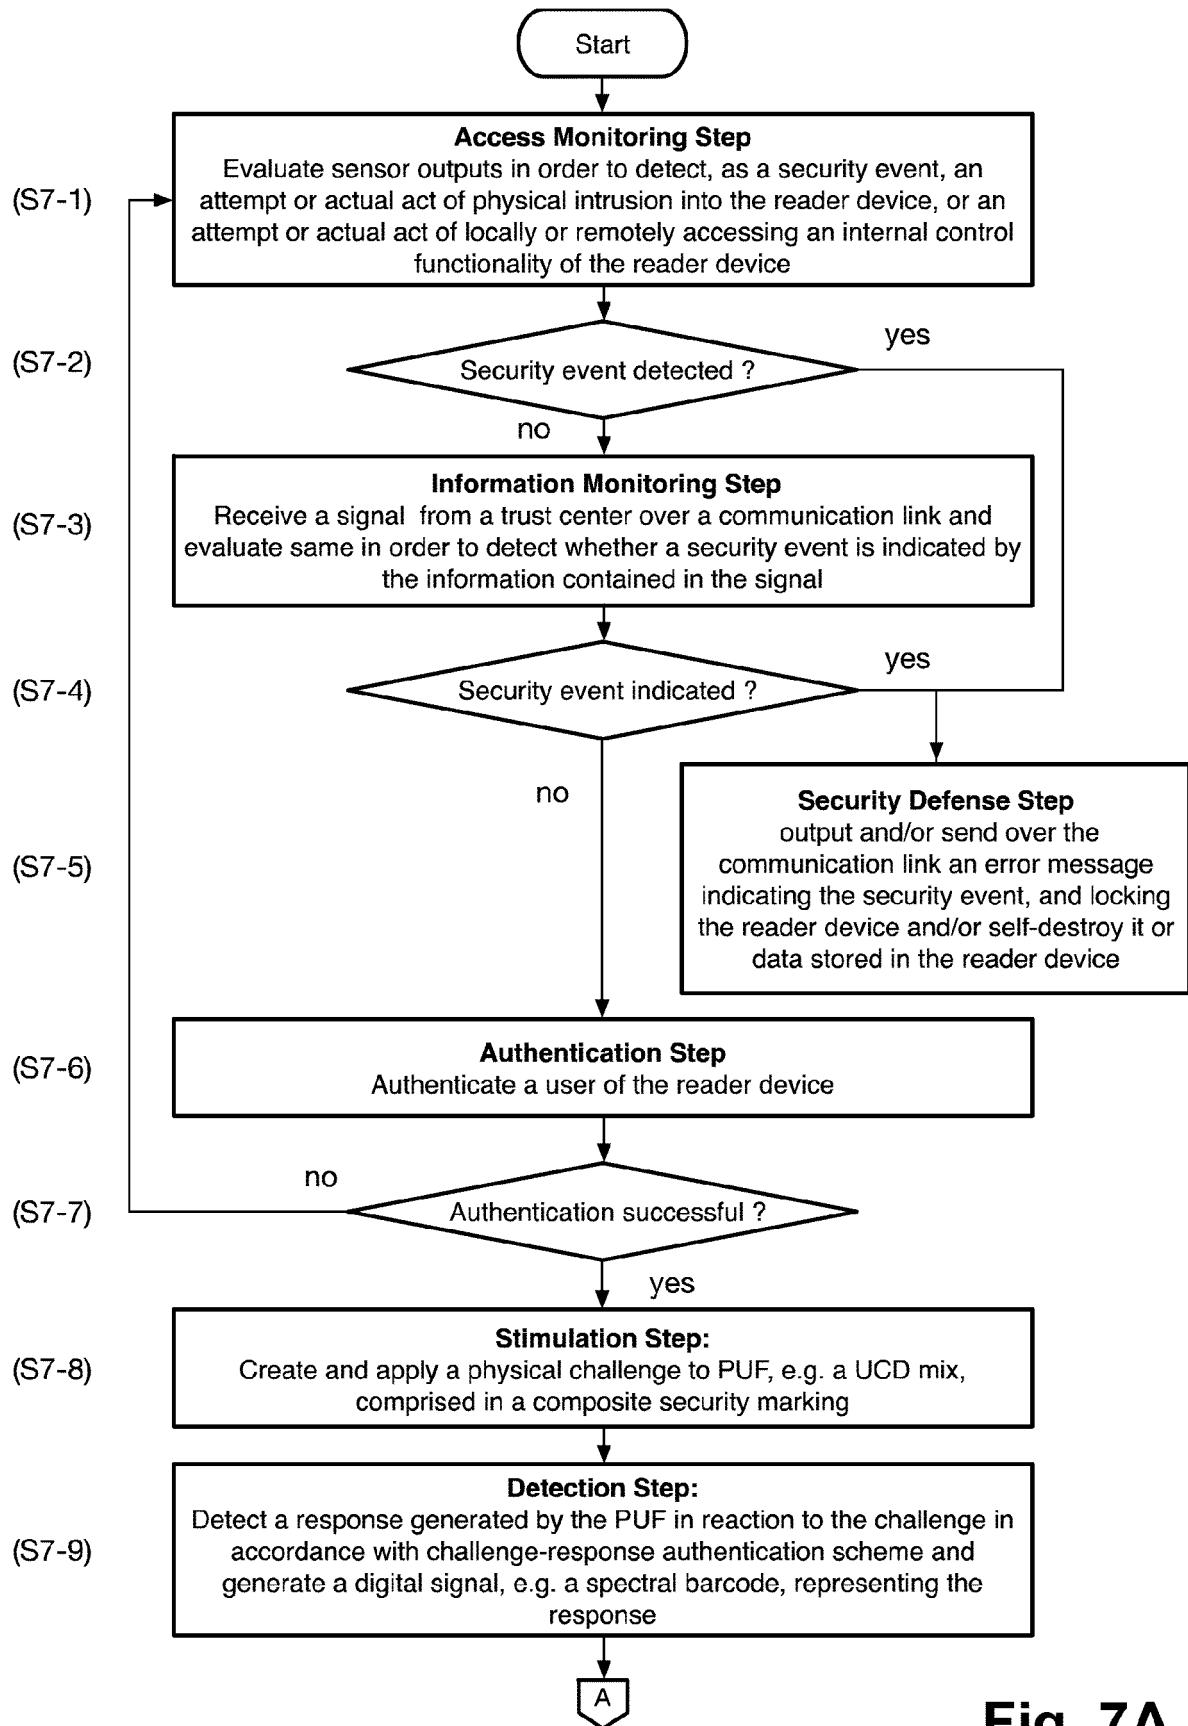 Start
Access Monitoring Step
Evaluate sensor outputs in order to detect, as a security event, an
(S7-1)
attempt or actual act of physical intrusion into the reader device, or an
attempt or actual act of locally or remotely accessing an internal control
functionality of the reader device
yes
(S7-2)
Security event detected ?
no
Information Monitoring Step
(S7-3)
Receive a signal from a trust center over a communication link and
evaluate same in order to detect whether a security event is indicated by
the information contained in the signal
yes
(S7-4)
Security event indicated ?
no
Security Defense Step
output and/or send over the
(S7-5)
communication link an error message
indicating the security event, and locking
the reader device and/or self-destroy it or
data stored in the reader device
Authentication Step
(S7-6)
Authenticate a user of the reader device
no
(S7-7)
Authentication successful ?
yes
Stimulation Step:
(S7-8)
Create and apply a physical challenge to PUF, e.g. a UCD mix,
comprised in a composite security marking
Detection Step:
Detect a response generated by the PUF in reaction to the challenge in
(S7-9)
accordance with challenge-response authentication scheme and
generate a digital signal, e.g. a spectral barcode, representing the
response
A
Fig. 7A